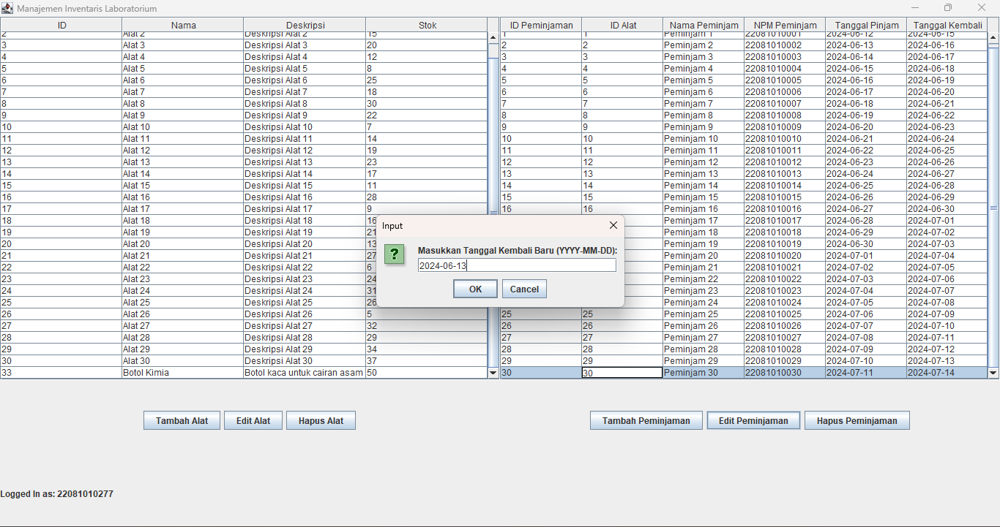 Manajemen Inventaris Laboratorium
ID Nama Deskripsi Stok
2 Alat 2 Deskripsi Alat 2 15
3 Alat 3 Deskripsi Alat 3 20
4 Alat 4 Deskripsi Alat 4 12
5 Alat 5 Deskripsi Alat 5 8
6 Alat 6 Deskripsi Alat 6 25
7 Alat 7 Deskripsi Alat 7 18
8 Alat 8 Deskripsi Alat 8 30
9 Alat 9 Deskripsi Alat 9 22
10 Alat 10 Deskripsi Alat 10 7
11 Alat 11 Deskripsi Alat 11 14
12 Alat 12 Deskripsi Alat 12 19
13 Alat 13 Deskripsi Alat 13 23
14 Alat 14 Deskripsi Alat 14 17
15 Alat 15 Deskripsi Alat 15 11
16 Alat 16 Deskripsi Alat 16 28
17 Alat 17 Deskripsi Alat 17 9
18 Alat 18 Deskripsi Alat 18 16
19 Alat 19 Deskripsi Alat 19 21
20 Alat 20 Deskripsi Alat 20 13
21 Alat 21 Deskripsi Alat 21 27
22 Alat 22 Deskripsi Alat 22 6
23 Alat 23 Deskripsi Alat 23 24
24 Alat 24 Deskripsi Alat 24 31
25 Alat 25 Deskripsi Alat 25 26
26 Alat 26 Deskripsi Alat 26 5
27 Alat 27 Deskripsi Alat 27 32
28 Alat 28 Deskripsi Alat 28 29
29 Alat 29 Deskripsi Alat 29 34
30 Alat 30 Deskripsi Alat 30 37
33 Botol Kimia Botol kaca untuk cairan asam 50
ID Peminjaman ID Alat Nama Peminjam NPM Peminjam Tanggal Pinjam Tanggal Kembali
1 1 Peminjam 1 22081010001 2024-06-12 2024-06-15
2 2 Peminjam 2 22081010002 2024-06-13 2024-06-16
3 3 Peminjam 3 22081010003 2024-06-14 2024-06-17
4 4 Peminjam 4 22081010004 2024-06-15 2024-06-18
5 5 Peminjam 5 22081010005 2024-06-16 2024-06-19
6 6 Peminjam 6 22081010006 2024-06-17 2024-06-20
7 7 Peminjam 7 22081010007 2024-06-18 2024-06-21
8 8 Peminjam 8 22081010008 2024-06-19 2024-06-22
9 9 Peminjam 9 22081010009 2024-06-20 2024-06-23
10 10 Peminjam 10 22081010010 2024-06-21 2024-06-24
11 11 Peminjam 11 22081010011 2024-06-22 2024-06-25
12 12 Peminjam 12 22081010012 2024-06-23 2024-06-26
13 13 Peminjam 13 22081010013 2024-06-24 2024-06-27
14 14 Peminjam 14 22081010014 2024-06-25 2024-06-28
15 15 Peminjam 15 22081010015 2024-06-26 2024-06-29
16 16 Peminjam 16 22081010016 2024-06-27 2024-06-30
Peminjam 17 22081010017 2024-06-28 2024-07-01
Peminjam 18 22081010018 2024-06-29 2024-07-02
Peminjam 19 22081010019 2024-06-30 2024-07-03
Peminjam 20 22081010020 2024-07-01 2024-07-04
Peminjam 21 22081010021 2024-07-02 2024-07-05
Peminjam 22 22081010022 2024-07-03 2024-07-06
Peminjam 23 22081010023 2024-07-04 2024-07-07
Peminjam 24 22081010024 2024-07-05 2024-07-08
25 25 Peminjam 25 22081010025 2024-07-06 2024-07-09
26 26 Peminjam 26 22081010026 2024-07-07 2024-07-10
27 27 Peminjam 27 22081010027 2024-07-08 2024-07-11
28 28 Peminjam 28 22081010028 2024-07-09 2024-07-12
29 29 Peminjam 29 22081010029 2024-07-10 2024-07-13
30 30 Peminjam 30 22081010030 2024-07-11 2024-07-14
Input
?
Masukkan Tanggal Kembali Baru (YYYY-MM-DD):
2024-06-13
OK Cancel
Tambah Alat Edit Alat Hapus Alat
Tambah Peminjaman Edit Peminjaman Hapus Peminjaman
Logged In as: 22081010277